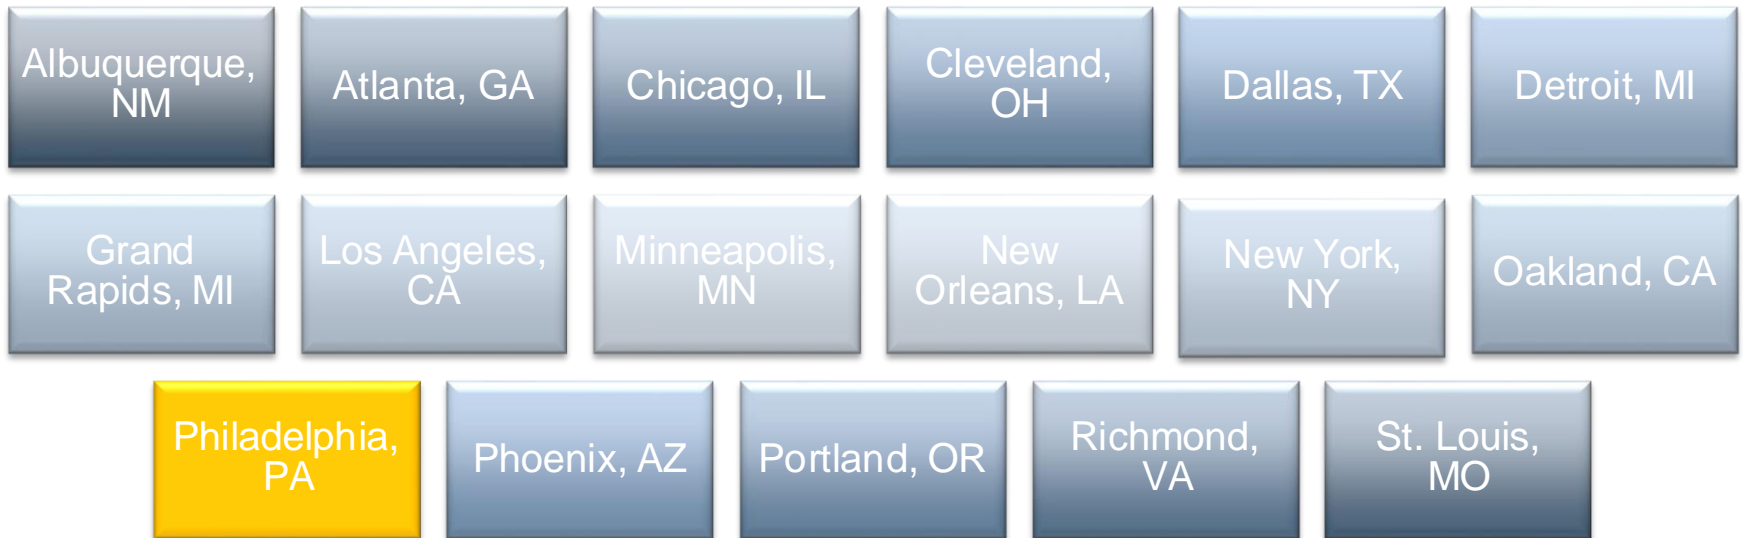 Albuquerque,
NM
Atlanta, GA
Chicago, IL
Cleveland,
OH
Dallas, TX
Detroit, MI
Grand
Rapids, MI
Los Angeles,
CA
Minneapolis,
MN
New
Orleans, LA
New York,
NY
Oakland, CA
Philadelphia,
PA
Phoenix, AZ
Portland, OR
Richmond,
VA
St. Louis,
MO